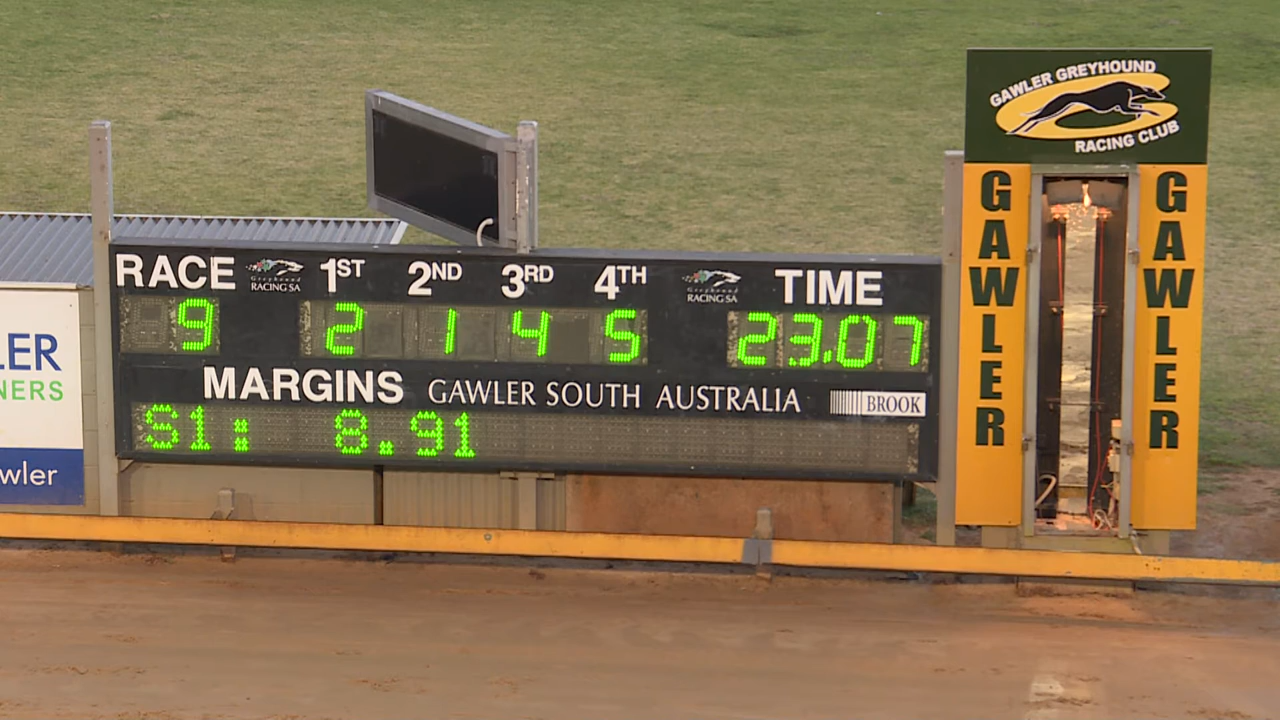 GAWLER GREYHOUND
RACING CLUB
GAWLER
GAWLER
RACE
Greyhound
RACING SA
1ST
2ND
3RD
4TH
Greyhound
RACING SA
TIME
9
2
1
4
5
23.07
MARGINS
GAWLER SOUTH AUSTRALIA
BROOK
S1: 8.91
LER
NERS
wler